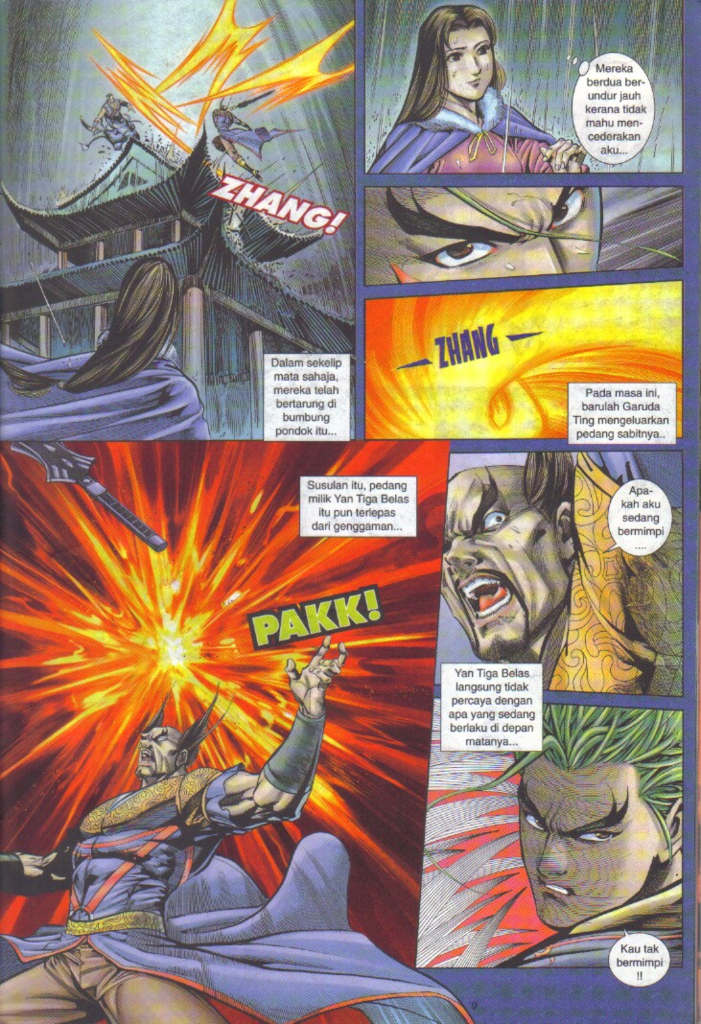 ZHANG!
Dalam sekelip
mata sahaja,
mereka telah
bertarung di
bumbung
pondok itu...
Mereka
berdua ber-
undur jauh
kerana tidak
mahu men-
cederakan
aku...
ZHANG
Pada masa ini,
barulah Garuda
Ting mengeluarkan
pedang sabitnya..
Susulan itu, pedang
milik Yan Tiga Belas
itu pun terlepas
dari genggaman...
PAKK!
Apa-
kah aku
sedang
bermimpi
....
Yan Tiga Belas
langsung tidak
percaya dengan
apa yang sedang
berlaku di depan
matanya...
Kau tak
bermimpi
!!
9